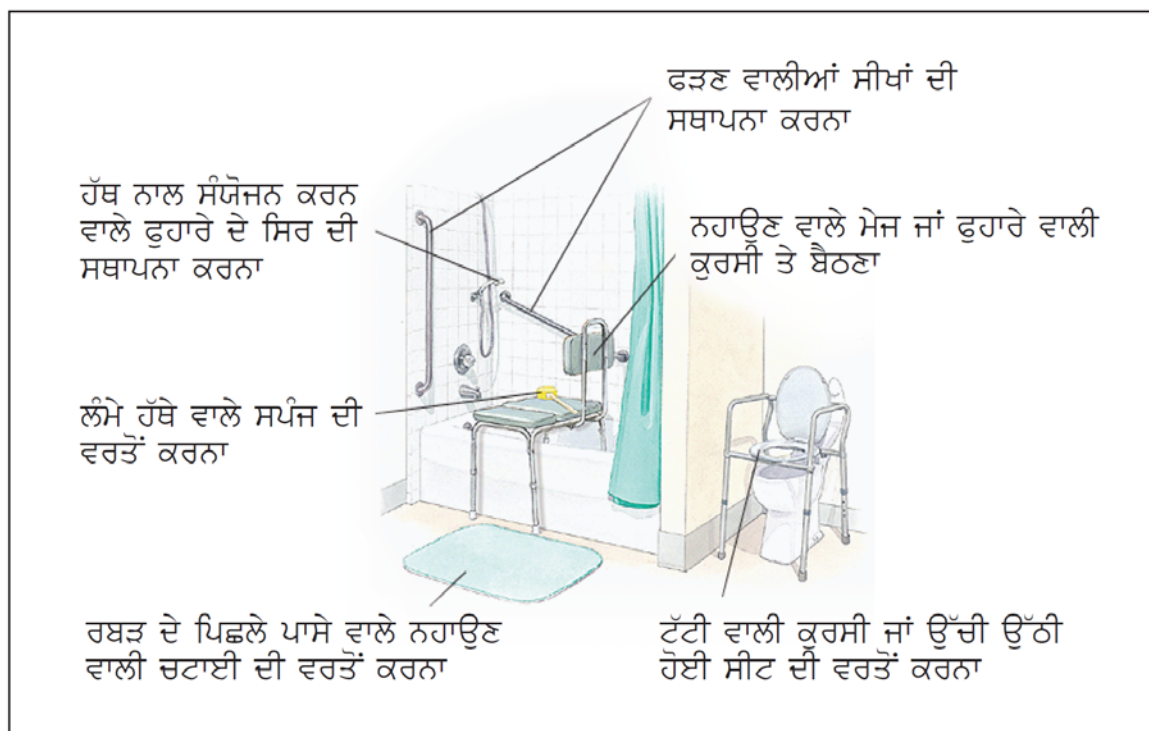 ਫੜਣ ਵਾਲੀਆਂ ਸੀਖਾਂ ਦੀ
ਸਥਾਪਨਾ ਕਰਨਾ
ਹੱਥ ਨਾਲ ਸੰਯੋਜਨ ਕਰਨ
ਵਾਲੇ ਫੁਹਾਰੇ ਦੇ ਸਿਰ ਦੀ
ਸਥਾਪਨਾ ਕਰਨਾ
ਨਹਾਉਣ ਵਾਲੇ ਮੇਜ ਜਾਂ ਫੁਹਾਰੇ ਵਾਲੀ
ਕੁਰਸੀ ਤੇ ਬੈਠਣਾ
ਲੰਮੇ ਹੱਥੇ ਵਾਲੇ ਸਪੰਜ ਦੀ
ਵਰਤੋਂ ਕਰਨਾ
ਰਬੜ ਦੇ ਪਿਛਲੇ ਪਾਸੇ ਵਾਲੇ ਨਹਾਉਣ
ਵਾਲੀ ਚਟਾਈ ਦੀ ਵਰਤੋਂ ਕਰਨਾ
ਟੱਟੀ ਵਾਲੀ ਕੁਰਸੀ ਜਾਂ ਉੱਚੀ ਉੱਠੀ
ਹੋਈ ਸੀਟ ਦੀ ਵਰਤੋਂ ਕਰਨਾ